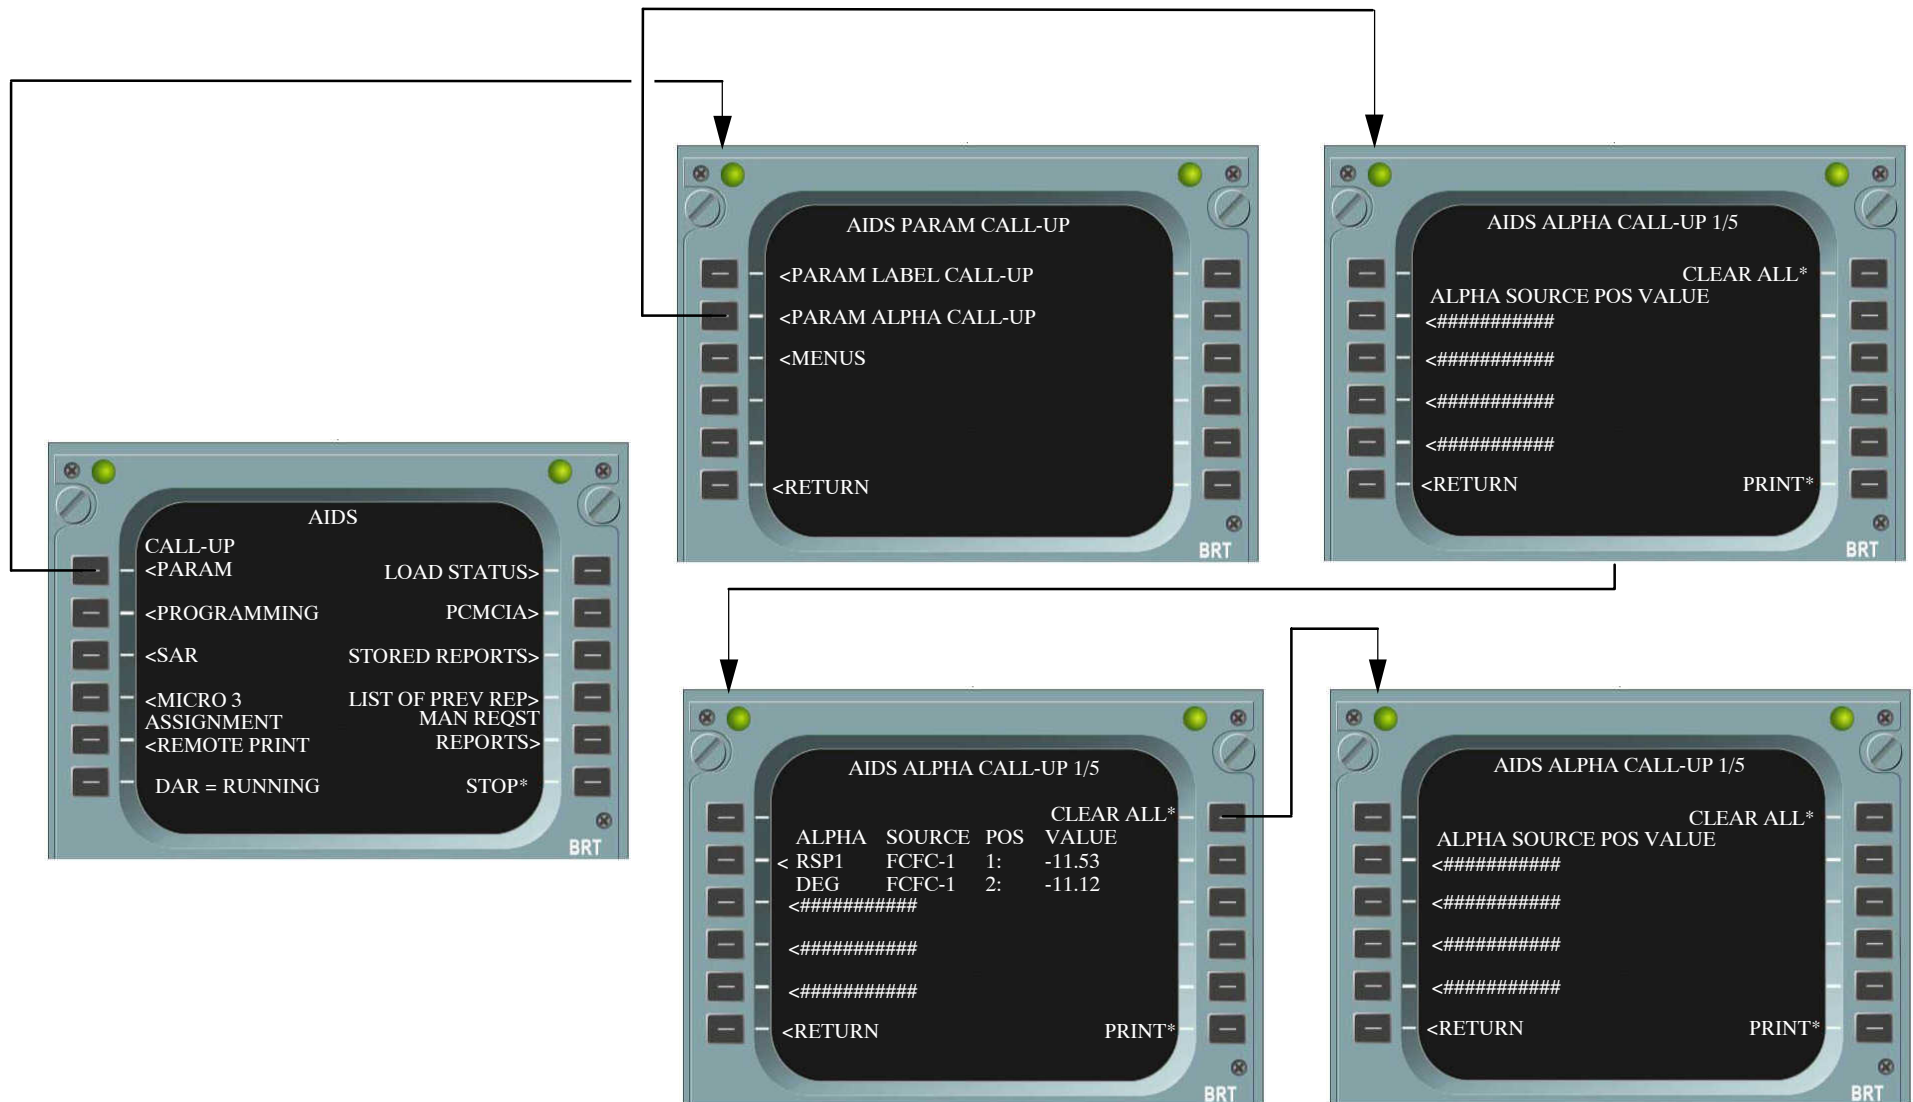 AIDS PARAM CALL-UP
<PARAM LABEL CALL-UP
<PARAM ALPHA CALL-UP
<MENUS
<RETURN
BRT
AIDS ALPHA CALL-UP 1/5
CLEAR ALL*
ALPHA SOURCE POS VALUE
<###########
<###########
<###########
<###########
<RETURN PRINT*
BRT
AIDS
CALL-UP
<PARAM LOAD STATUS>
<PROGRAMMING PCMCIA>
<SAR STORED REPORTS>
<MICRO 3 LIST OF PREV REP>
ASSIGNMENT MAN REQST
<REMOTE PRINT REPORTS>
DAR = RUNNING STOP*
BRT
AIDS ALPHA CALL-UP 1/5
CLEAR ALL*
ALPHA SOURCE POS VALUE
< RSP1 FCFC-1 1: -11.53
DEG FCFC-1 2: -11.12
<###########
<###########
<###########
<RETURN PRINT*
BRT
AIDS ALPHA CALL-UP 1/5
CLEAR ALL*
ALPHA SOURCE POS VALUE
<###########
<###########
<###########
<###########
<RETURN PRINT*
BRT